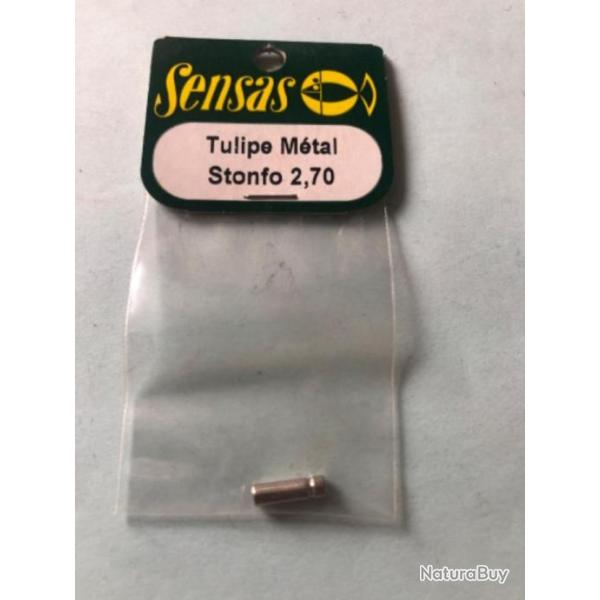 Sensas
Tulipe Métal
Stonfo 2,70
NaturaBuy